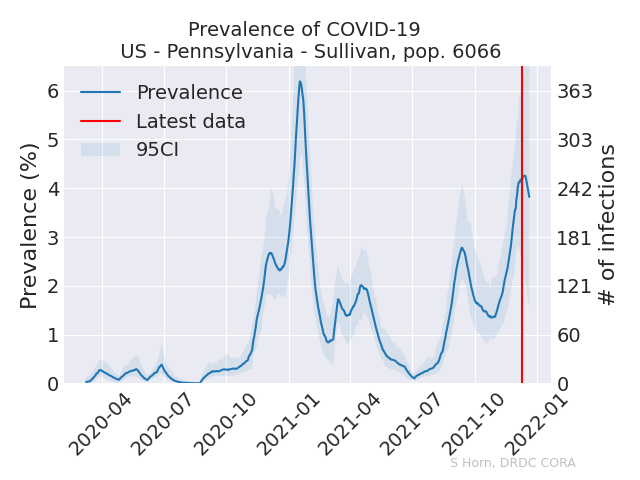 Prevalence of COVID-19
US - Pennsylvania - Sullivan, pop. 6066
Prevalence
Latest data
95CI
Prevalence (%)
6
5
4
3
2
1
0
363
303
242
181
121
60
0
# of infections
2020-04
2020-07
2020-10
2021-01
2021-04
2021-07
2021-10
2022-01
S Horn, DRDC CORA